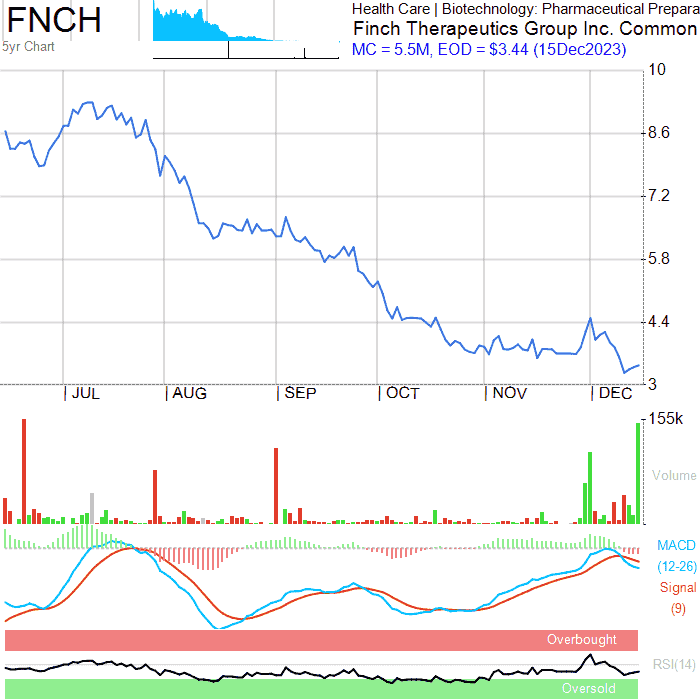 FNCH
5yr Chart
Health Care | Biotechnology: Pharmaceutical Prepara
Finch Therapeutics Group Inc. Common
MC = 5.5M, EOD = $3.44 (15Dec2023)
10
8.6
7.2
5.8
4.4
3
JUL AUG SEP OCT NOV DEC
155k
Volume
MACD
(12-26)
Signal
(9)
Overbought
RSI(14)
Oversold